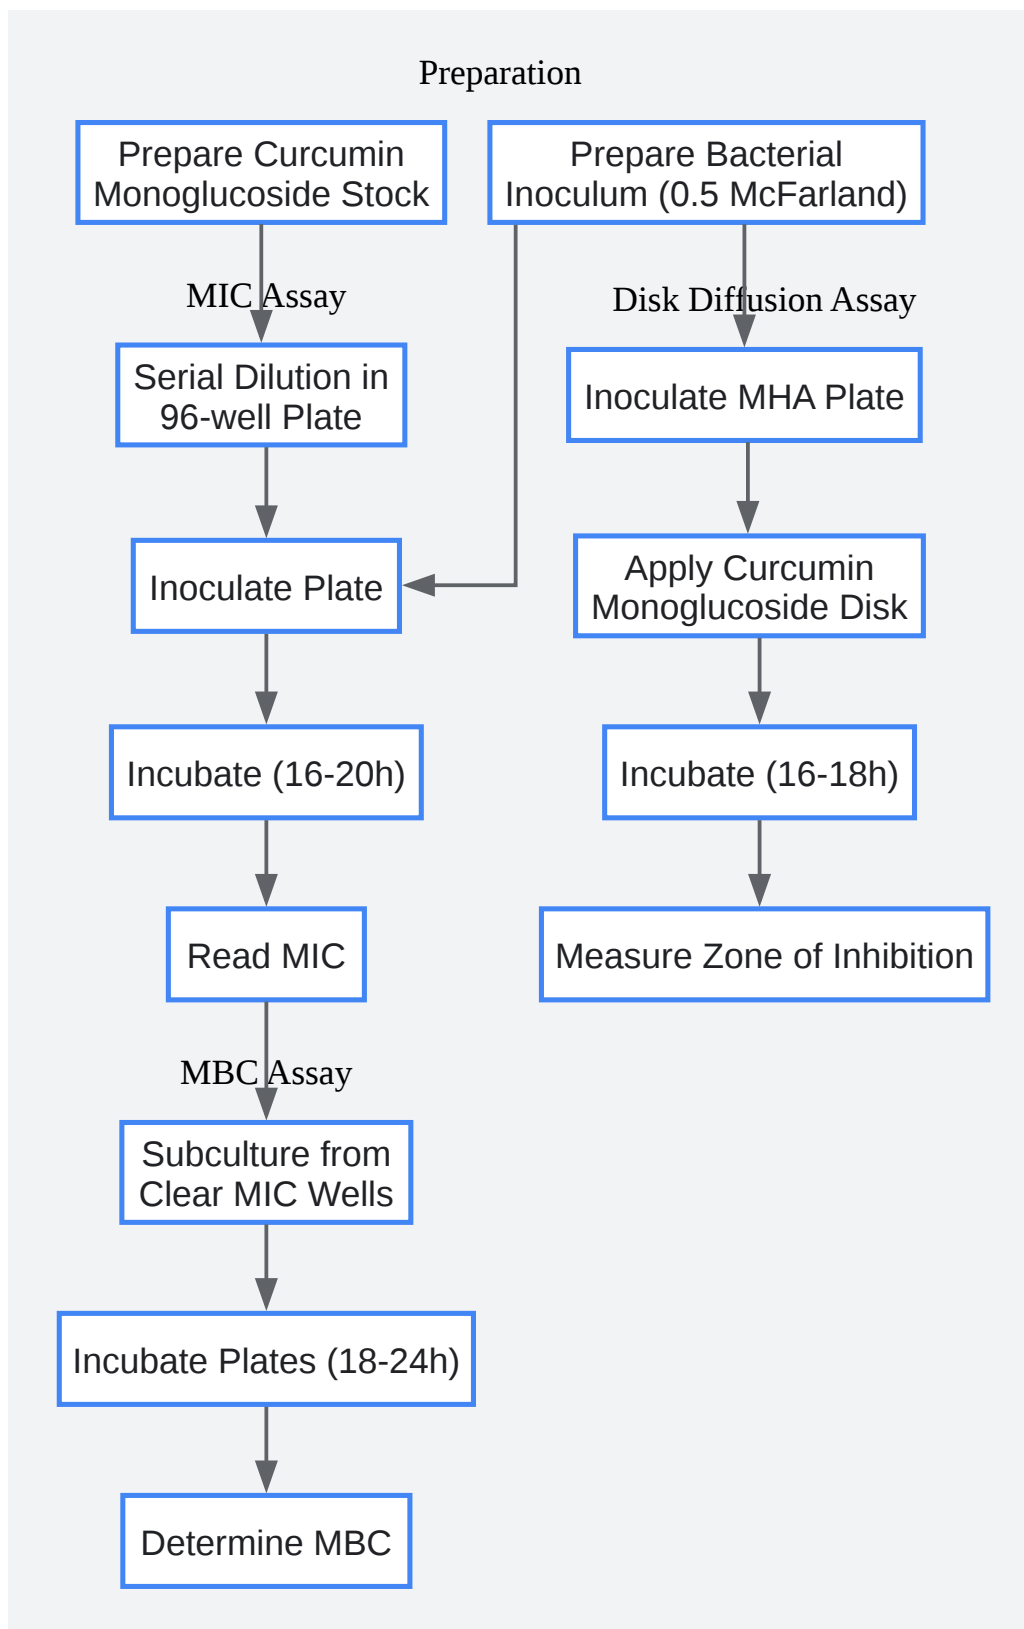 Preparation
Prepare Curcumin
Monoglucoside Stock
Prepare Bacterial
Inoculum (0.5 McFarland)
MIC Assay
Serial Dilution in
96-well Plate
Inoculate Plate
Incubate (16-20h)
Read MIC
MBC Assay
Subculture from
Clear MIC Wells
Incubate Plates (18-24h)
Determine MBC
Disk Diffusion Assay
Inoculate MHA Plate
Apply Curcumin
Monoglucoside Disk
Incubate (16-18h)
Measure Zone of Inhibition